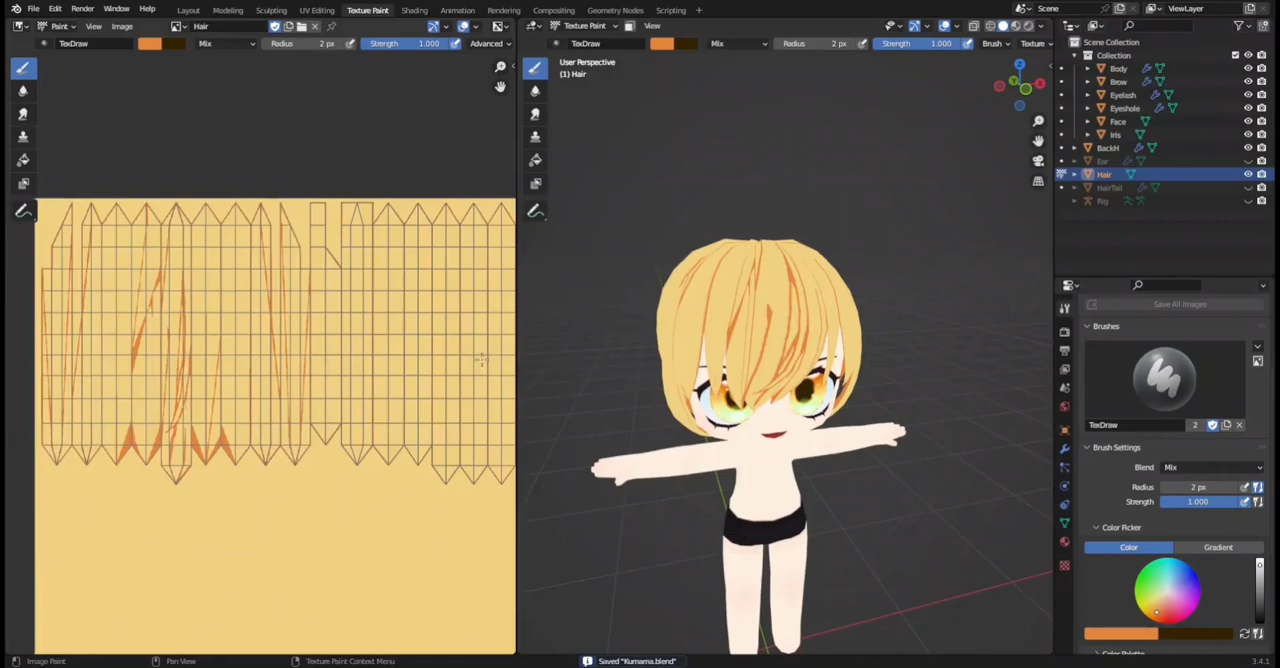 File Edit Render Window Help Layout Modeling Sculpting UV Editing Texture Paint Shading Animation Rendering Compositing Geometry Nodes Scripting + Scene ViewLayer
Paint View Image Hair Texture Paint View
TexDraw Mix Radius 2 px Strength 1.000 Advanced TexDraw Mix Radius 2 px Strength 1.000 Brush Texture
User Perspective
(1) Hair
Scene Collection
Collection
Body
Brow
Eyelash
Eyeshole
Face
Iris
BackH
Ear
Hair
HairTail
Rig
Save All Images
Brushes
TexDraw 2
Brush Settings
Blend Mix
Radius 2 px
Strength 1.000
Color Picker
Color Gradient
Image Paint Pan View Texture Paint Context Menu Saved "Kumama.blend" 3.4.1